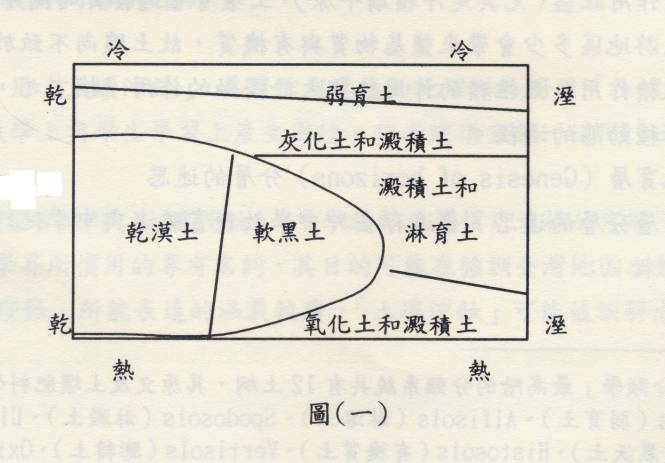 冷 冷
乾 弱育土 溼
灰化土和澱積土
澱積土和
乾漠土 軟黑土 淋育土
乾 氧化土和澱積土 溼
熱 熱
圖(一)